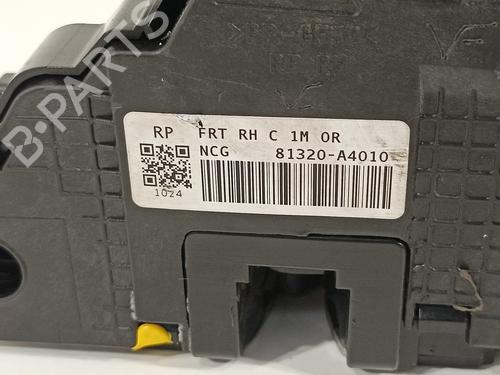 RP FRT RH C 1M OR
NCG 81320-A4010
1024
B-PARTS